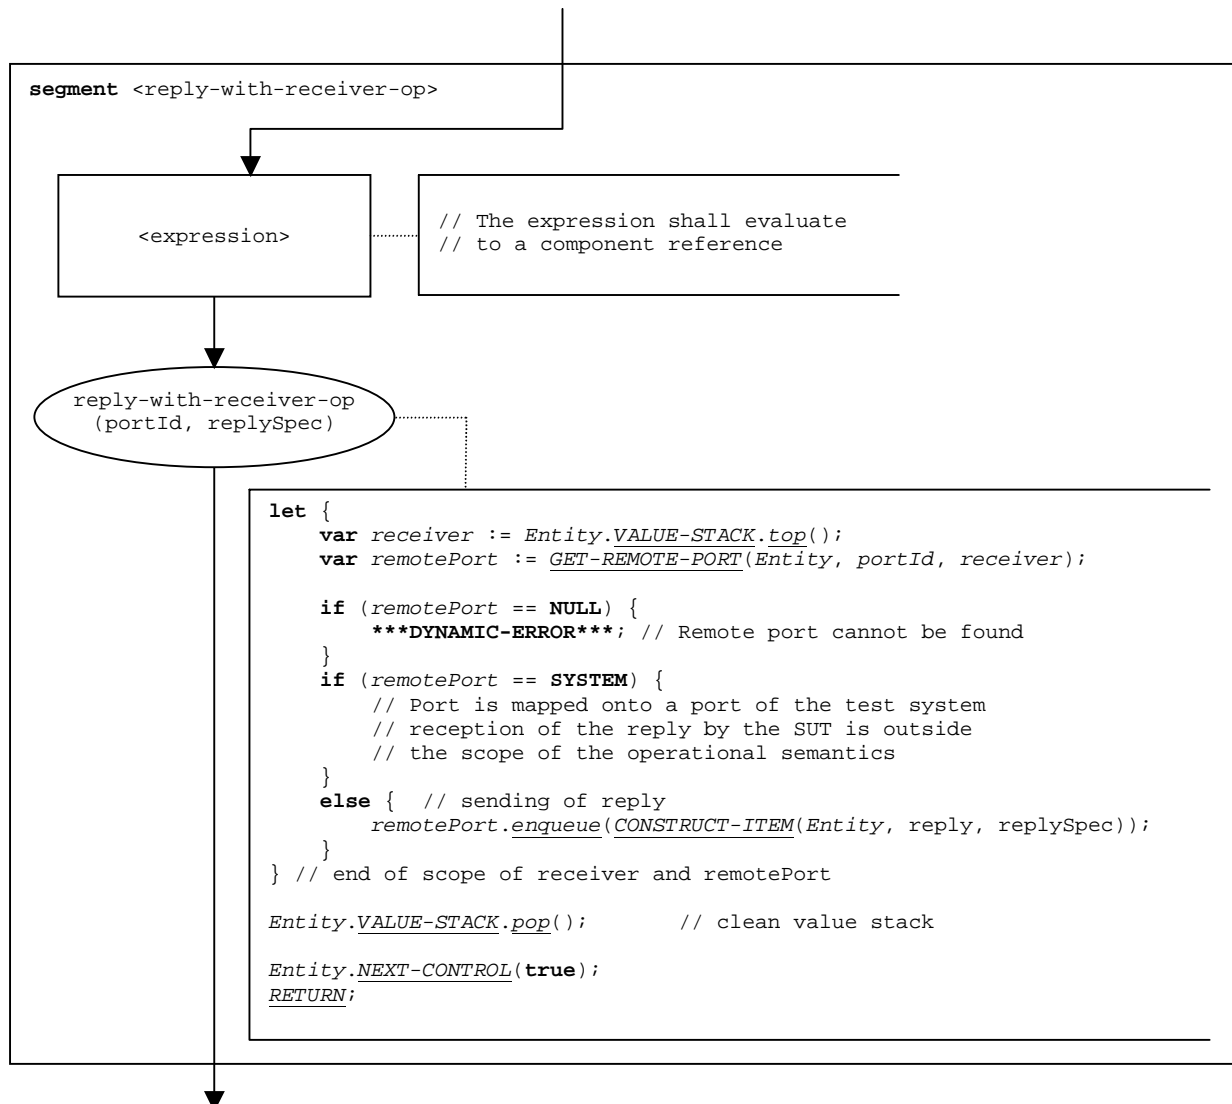 segment <reply-with-receiver-op>
<expression>
// The expression shall evaluate
// to a component reference
reply-with-receiver-op
(portId, replySpec)
let {
var receiver := Entity.VALUE-STACK.top();
var remotePort := GET-REMOTE-PORT(Entity, portId, receiver);
if (remotePort == NULL) {
***DYNAMIC-ERROR***; // Remote port cannot be found
}
if (remotePort == SYSTEM) {
// Port is mapped onto a port of the test system
// reception of the reply by the SUT is outside
// the scope of the operational semantics
}
else { // sending of reply
remotePort.enqueue(CONSTRUCT-ITEM(Entity, reply, replySpec));
}
} // end of scope of receiver and remotePort
Entity.VALUE-STACK.pop(); // clean value stack
Entity.NEXT-CONTROL(true);
RETURN;